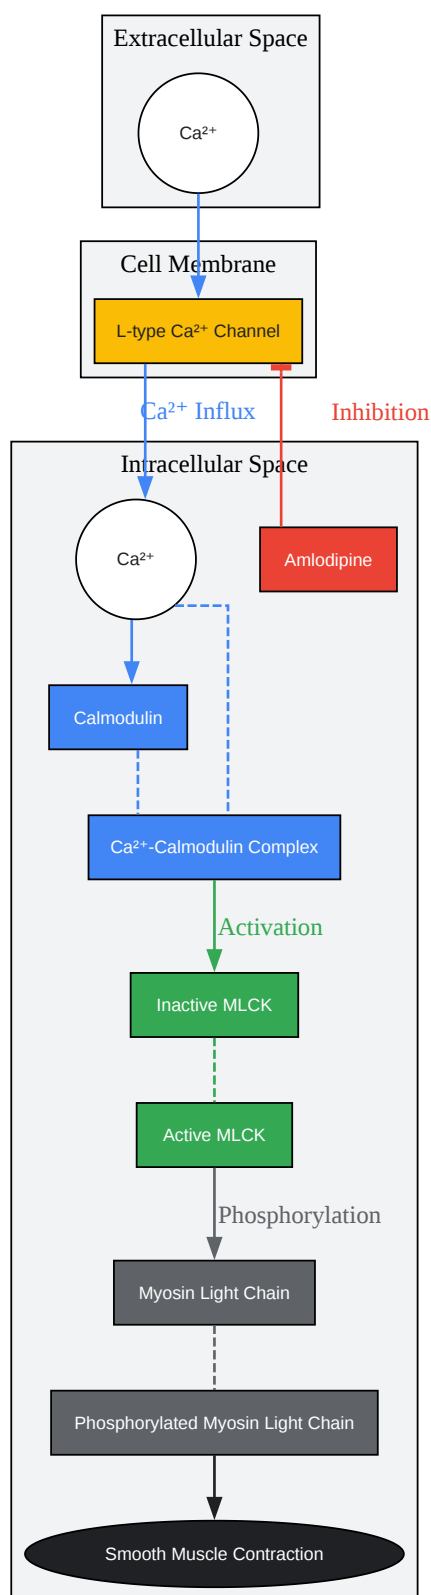 Extracellular Space
Ca²⁺
Cell Membrane
L-type Ca²⁺ Channel
Ca²⁺ Influx
Inhibition
Intracellular Space
Ca²⁺
Amlodipine
Calmodulin
Ca²⁺-Calmodulin Complex
Activation
Inactive MLCK
Active MLCK
Phosphorylation
Myosin Light Chain
Phosphorylated Myosin Light Chain
Smooth Muscle Contraction